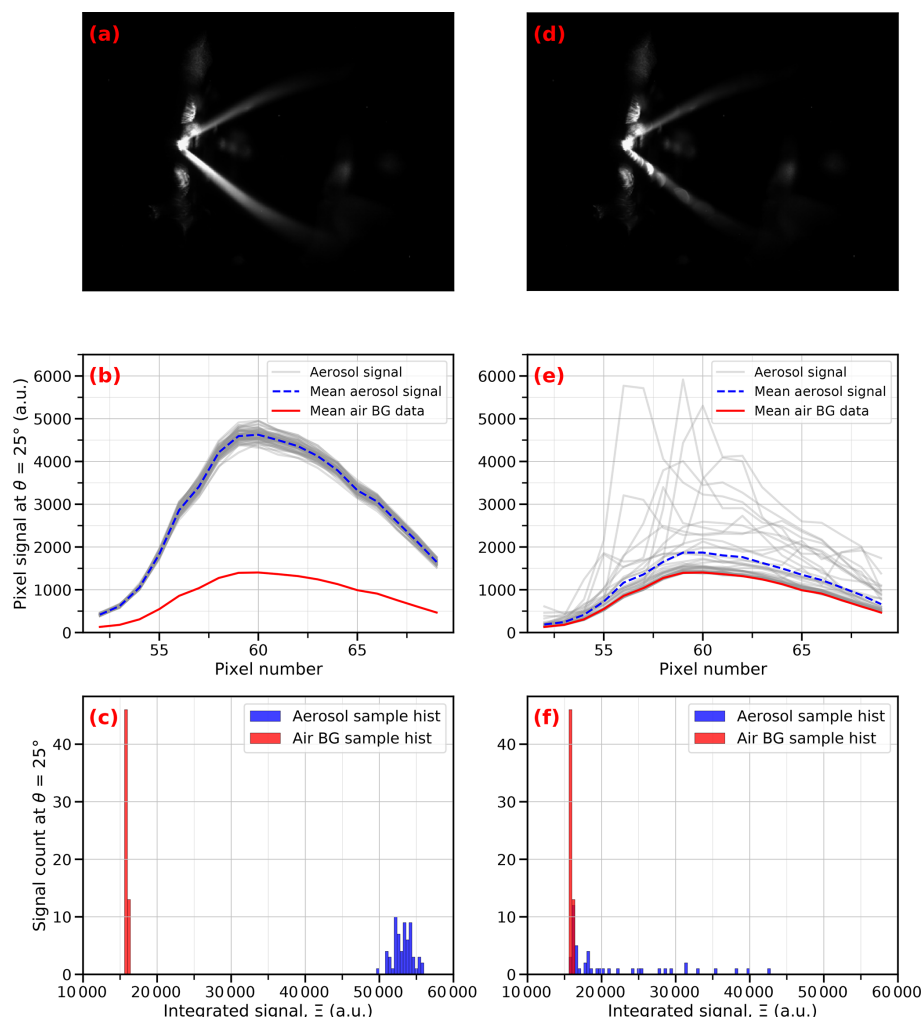 (a)
(d)
Pixel signal at θ = 25° (a.u.)
(b)
Aerosol signal
Mean aerosol signal
Mean air BG data
6000
5000
4000
3000
2000
1000
0
55
60
65
Pixel number
(e)
Aerosol signal
Mean aerosol signal
Mean air BG data
6000
5000
4000
3000
2000
1000
0
55
60
65
Pixel number
Signal count at θ = 25°
(c)
Aerosol sample hist
Air BG sample hist
40
30
20
10
0
10 000
20 000
30 000
40 000
50 000
60 000
Integrated signal, Ξ (a.u.)
(f)
Aerosol sample hist
Air BG sample hist
40
30
20
10
0
10 000
20 000
30 000
40 000
50 000
60 000
Integrated signal, Ξ (a.u.)